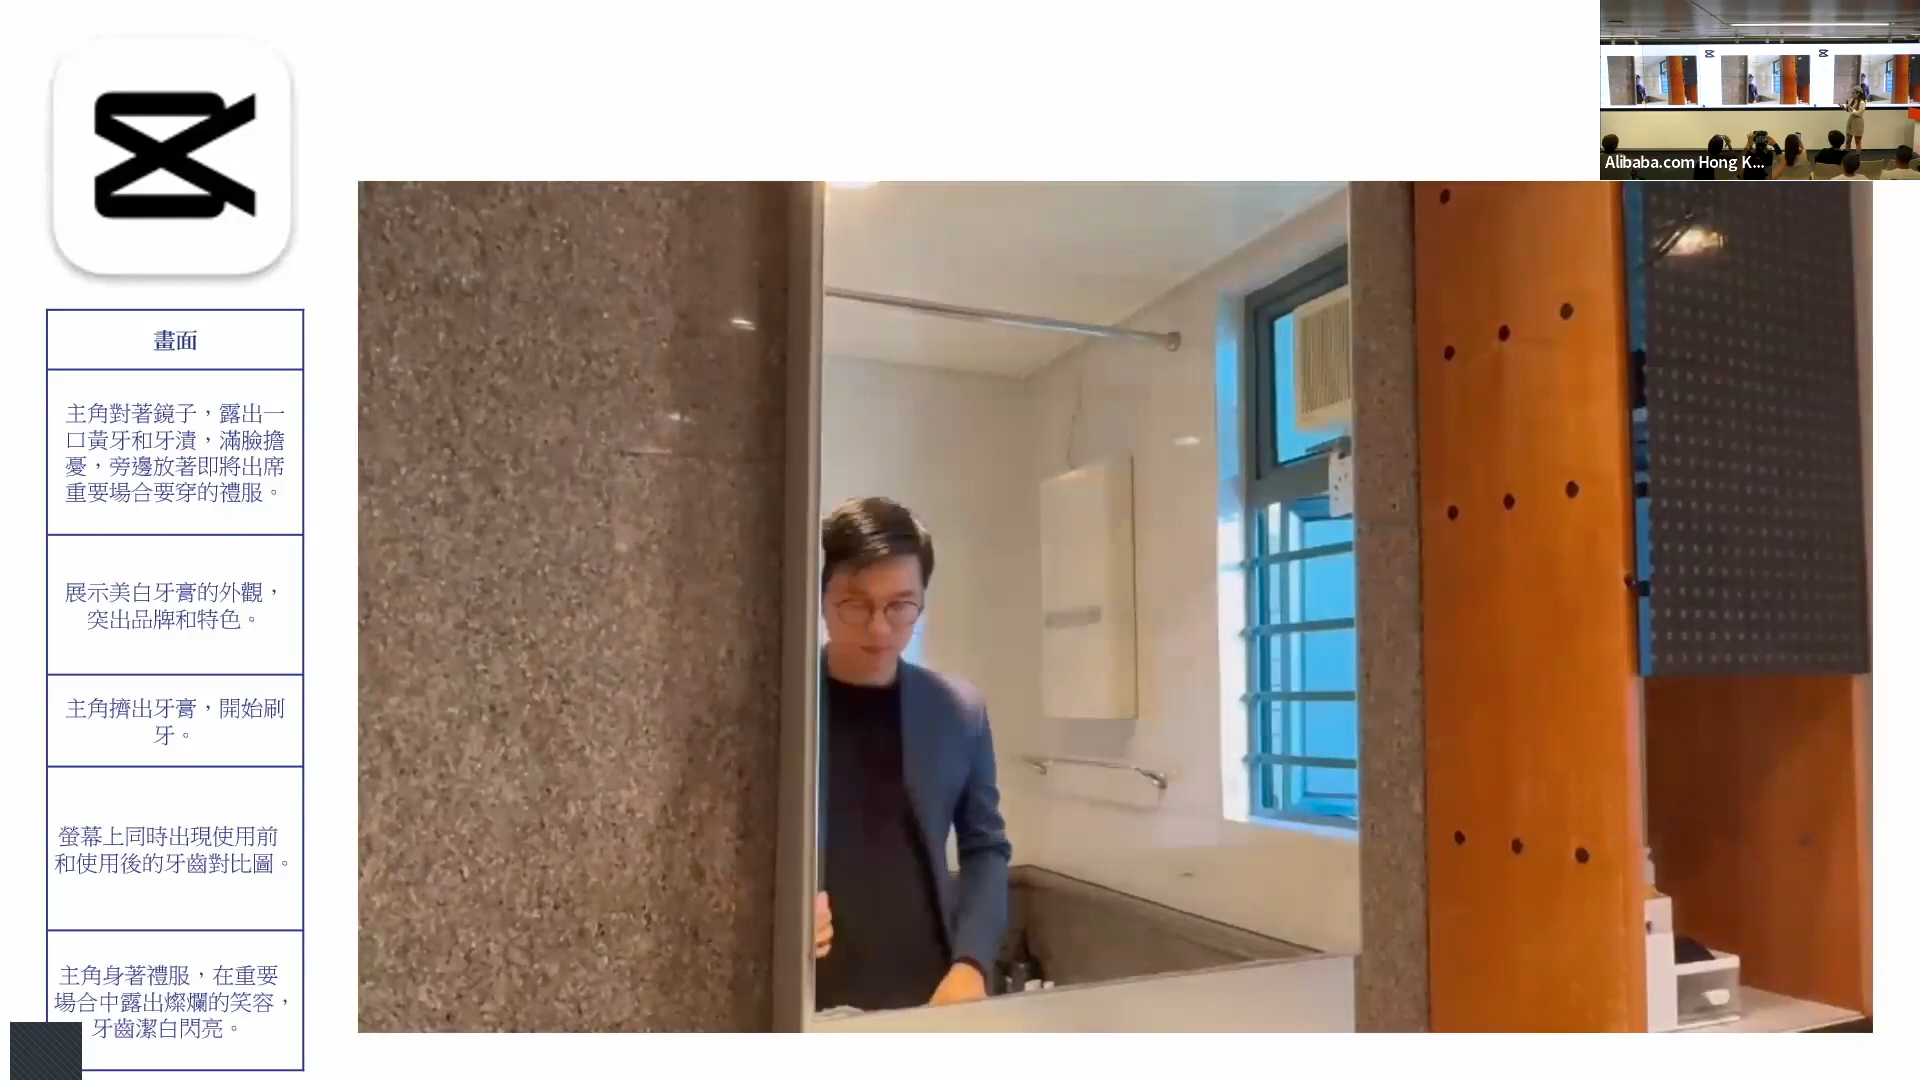 Alibaba.com Hong K...
畫面
主角對著鏡子，露出一
口黃牙和牙漬，滿臉擔
憂，旁邊放著即將出席
重要場合要穿的禮服。
展示美白牙膏的外觀，
突出品牌和特色。
主角擠出牙膏，開始刷
牙。
螢幕上同時出現使用前
和使用後的牙齒對比圖。
主角身著禮服，在重要
場合中露出燦爛的笑容，
牙齒潔白閃亮。